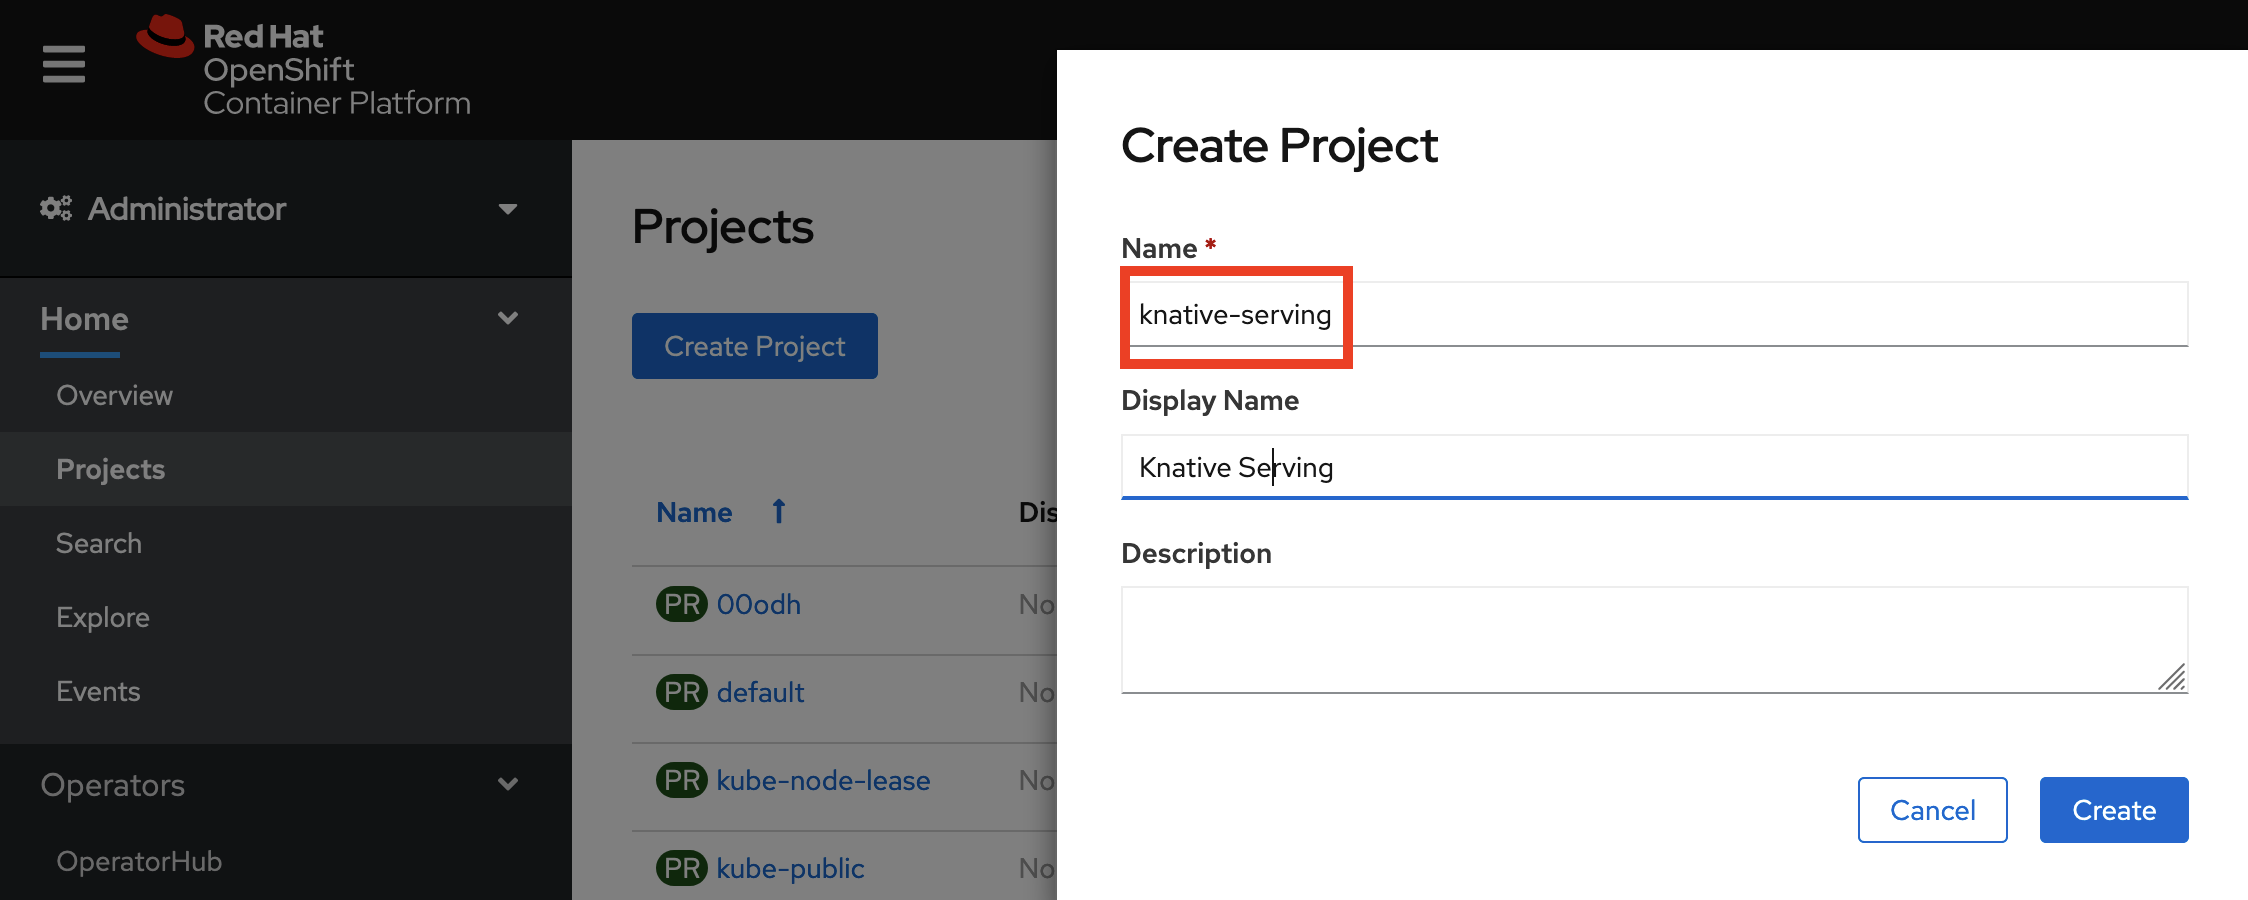 Red Hat
OpenShift
Container Platform
Administrator
Home
Overview
Projects
Search
Explore
Events
Operators
OperatorHub
Projects
Create Project
Name Dis
PR 00odh No
PR default No
PR kube-node-lease No
PR kube-public No
Create Project
Name *
knative-serving
Display Name
Knative Serving
Description
Cancel Create